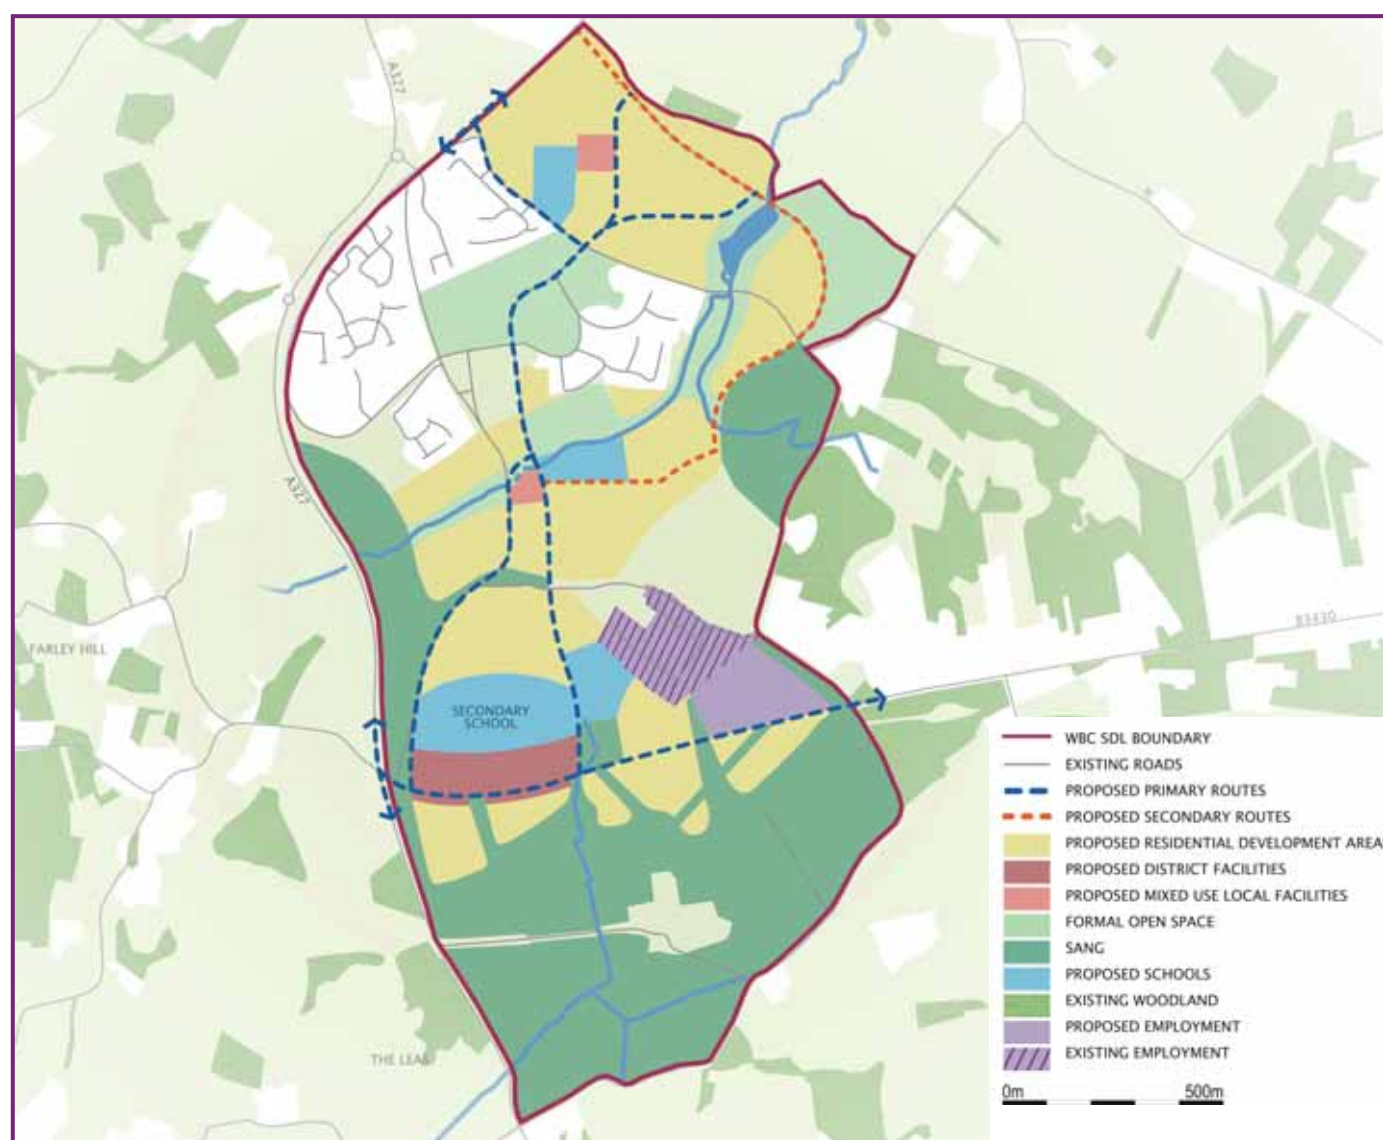 A327
A327
FARLEY HILL
B3430
SECONDARY
SCHOOL
THE LEAS
WBC SDL BOUNDARY
EXISTING ROADS
PROPOSED PRIMARY ROUTES
PROPOSED SECONDARY ROUTES
PROPOSED RESIDENTIAL DEVELOPMENT AREA
PROPOSED DISTRICT FACILITIES
PROPOSED MIXED USE LOCAL FACILITIES
FORMAL OPEN SPACE
SANG
PROPOSED SCHOOLS
EXISTING WOODLAND
PROPOSED EMPLOYMENT
EXISTING EMPLOYMENT
0m 500m